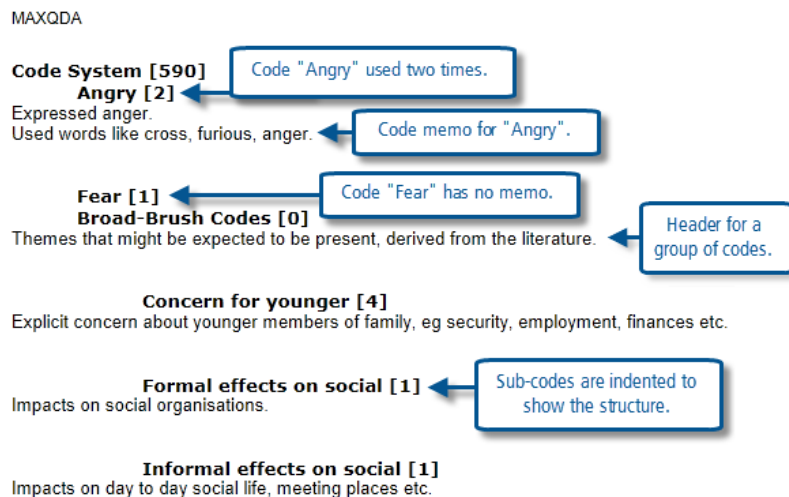 MAXQDA
Code System [590]
Code "Angry" used two times.
Angry [2]
Expressed anger.
Used words like cross, furious, anger.
Code memo for "Angry".
Fear [1]
Code "Fear" has no memo.
Broad-Brush Codes [0]
Themes that might be expected to be present, derived from the literature.
Header for a
group of codes.
Concern for younger [4]
Explicit concern about younger members of family, eg security, employment, finances etc.
Formal effects on social [1]
Sub-codes are indented to
show the structure.
Impacts on social organisations.
Informal effects on social [1]
Impacts on day to day social life, meeting places etc.